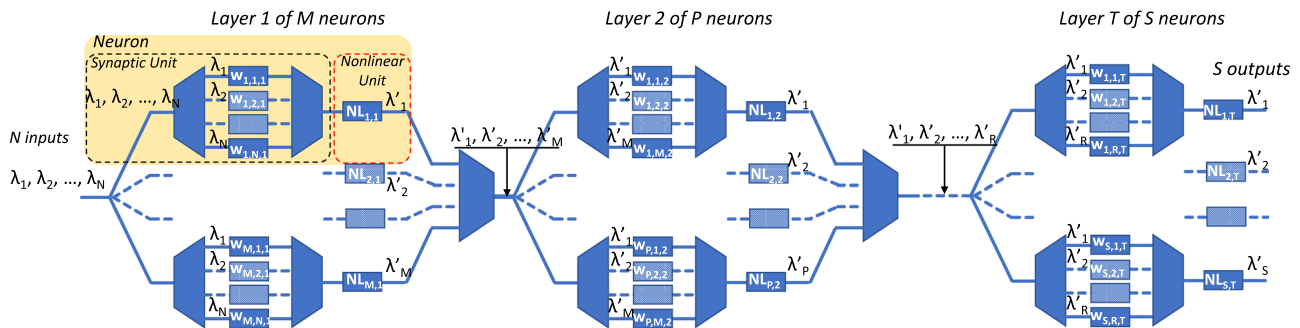 Layer 1 of M neurons
Layer 2 of P neurons
Layer T of S neurons
Neuron
Synaptic Unit
Nonlinear
Unit
N inputs
λ1, λ2, ..., λN
λ1, λ2, ..., λN
λ1
w1,1,1
λ2
w1,2,1
λN
w1,N,1
NL1,1
λ'1
NL2,1
λ'2
λ1
wM,1,1
λ2
wM,2,1
λN
wM,N,1
NLM,1
λ'M
λ'1, λ'2, ..., λ'M
λ'1
w1,1,2
λ'2
w1,2,2
λ'M
w1,M,2
NL1,2
λ'1
NL2,2
λ'2
λ'1
wP,1,2
λ'2
wP,2,2
λ'M
wP,M,2
NLP,2
λ'P
λ'1, λ'2, ..., λ'R
λ'1
w1,1,T
λ'2
w1,2,T
λ'R
w1,R,T
S outputs
NL1,T
λ'1
NL2,T
λ'2
λ'1
wS,1,T
λ'2
wS,2,T
λ'R
wS,R,T
NLS,T
λ'S